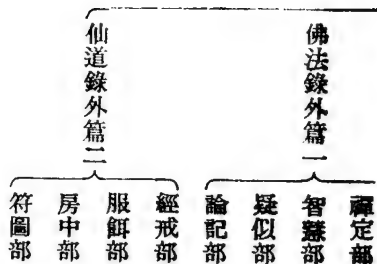 佛法錄外篇一
禪定部
智慧部
疑似部
論記部
仙道錄外篇二
經戒部
服餌部
房中部
符圖部